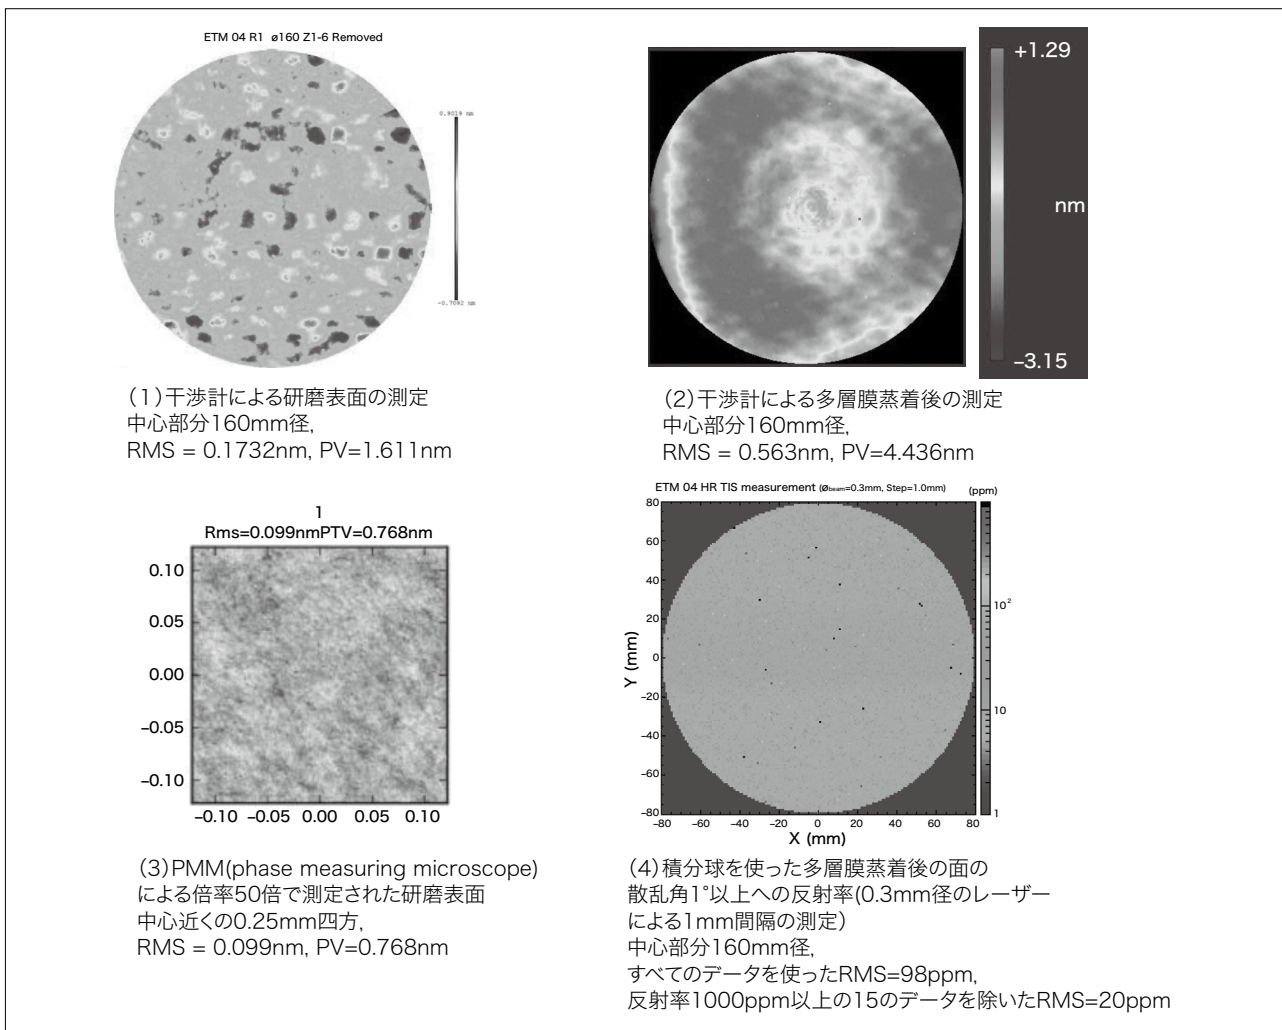 ETM 04 R1 ø160 Z1-6 Removed
0.9019 nm
-0.7092 nm
(1)干渉計による研磨表面の測定
中心部分160mm径,
RMS = 0.1732nm, PV=1.611nm
+1.29
nm
–3.15
(2)干渉計による多層膜蒸着後の測定
中心部分160mm径,
RMS = 0.563nm, PV=4.436nm
1
Rms=0.099nmPTV=0.768nm
0.10
0.05
0.00
–0.05
–0.10
–0.10 –0.05 0.00 0.05 0.10
(3)PMM(phase measuring microscope)
による倍率50倍で測定された研磨表面
中心近くの0.25mm四方,
RMS = 0.099nm, PV=0.768nm
ETM 04 HR TIS measurement (Øbeam=0.3mm, Step=1.0mm)
(ppm)
80
60
40
20
0
–20
–40
–60
–80
Y (mm)
–80 –60 –40 –20 0 20 40 60 80
X (mm)
10²
10
1
(4)積分球を使った多層膜蒸着後の面の
散乱角1°以上への反射率(0.3mm径のレーザー
による1mm間隔の測定)
中心部分160mm径,
すべてのデータを使ったRMS=98ppm,
反射率1000ppm以上の15のデータを除いたRMS=20ppm